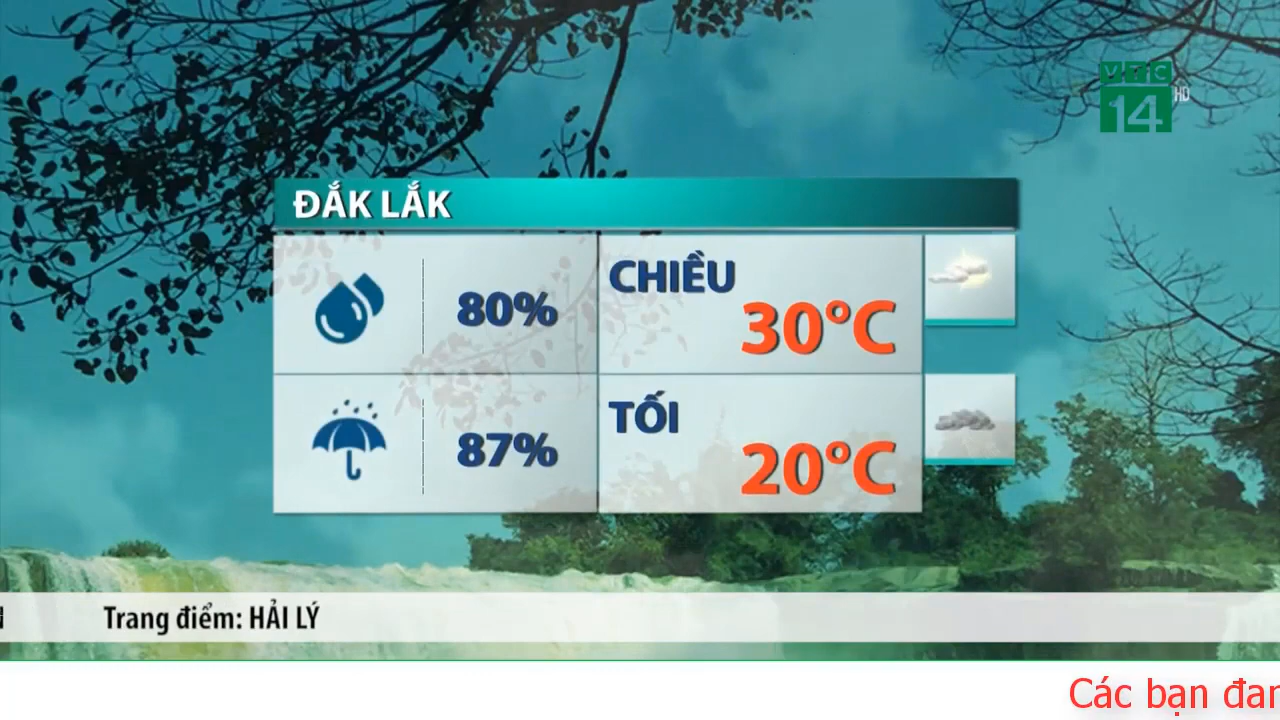 VTC
14 HD
ĐẮK LẮK
80%
CHIỀU
30°C
87%
TỐI
20°C
Trang điểm: HẢI LÝ
Các bạn đan